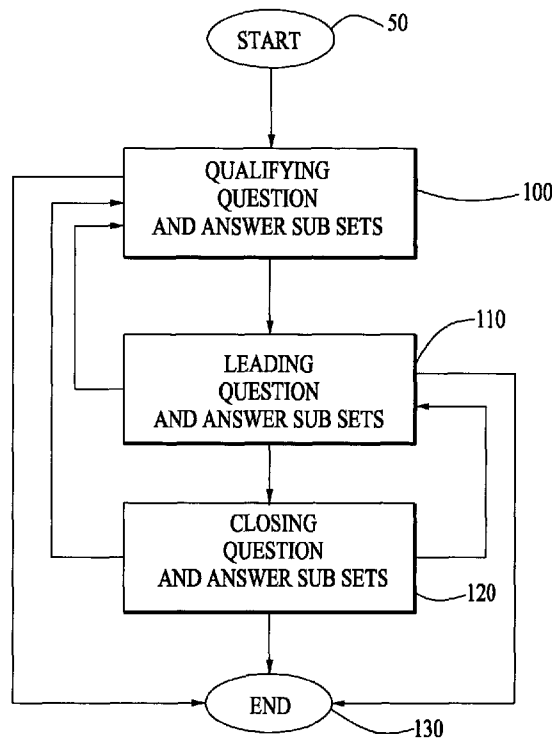 START
50
QUALIFYING
QUESTION
AND ANSWER SUB SETS
100
110
LEADING
QUESTION
AND ANSWER SUB SETS
CLOSING
QUESTION
AND ANSWER SUB SETS
120
END
130